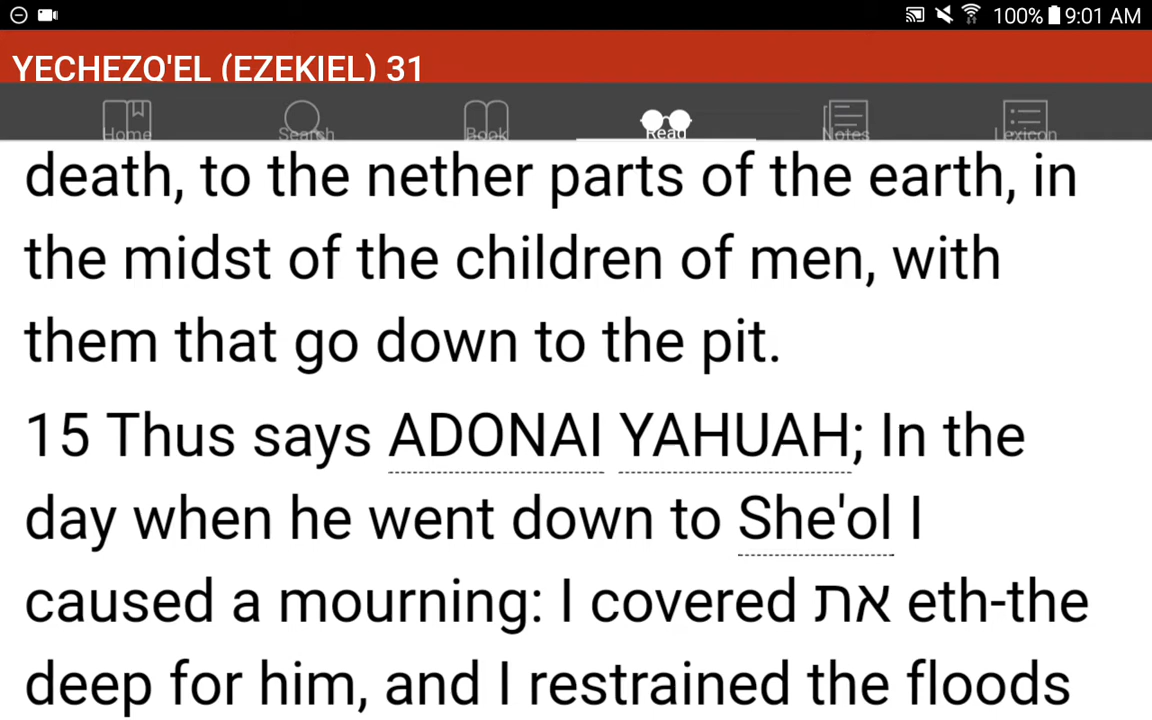 100% 9:01 AM
YECHEZQ'EL (EZEKIEL) 31
Home Search Book Read Notes Lexicon
death, to the nether parts of the earth, in
the midst of the children of men, with
them that go down to the pit.
15 Thus says ADONAI YAHUAH; In the
day when he went down to She'ol I
caused a mourning: I covered את eth-the
deep for him, and I restrained the floods